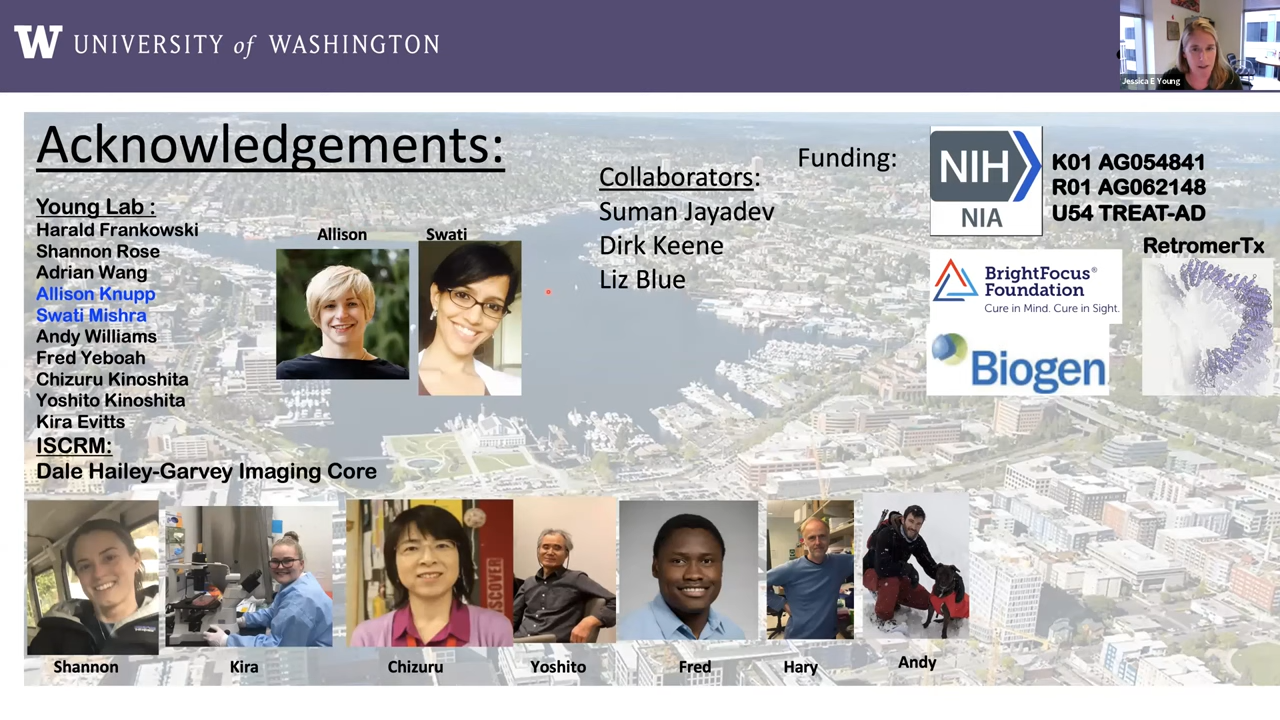 W UNIVERSITY of WASHINGTON
Jessica E Young
Acknowledgements:
Young Lab :
Harald Frankowski
Shannon Rose
Adrian Wang
Allison Knupp
Swati Mishra
Andy Williams
Fred Yeboah
Chizuru Kinoshita
Yoshito Kinoshita
Kira Evitts
ISCRM:
Dale Hailey-Garvey Imaging Core
Allison
Swati
Collaborators:
Suman Jayadev
Dirk Keene
Liz Blue
Funding:
NIH
NIA
K01 AG054841
R01 AG062148
U54 TREAT-AD
RetromerTx
BrightFocus®
Foundation
Cure in Mind. Cure in Sight.
Biogen
DISCOVER
Shannon
Kira
Chizuru
Yoshito
Fred
Hary
Andy